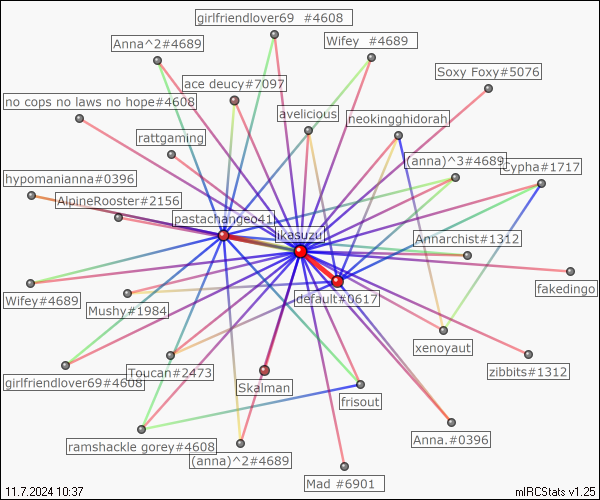 girlfriendlover69 #4608
Anna^2#4689
Wifey #4689
Soxy Foxy#5076
ace deucy#7097
no cops no laws no hope#4608
avelicious
neokingghidorah
rattgaming
(anna)^3#4689
Cypha#1717
hypomanianna#0396
AlpineRooster#2156
pastachangeo41
ikasuzu
Annarchist#1312
fakedingo
Wifey#4689
Mushy#1984
default#0617
xenoyaut
zibbits#1312
girlfriendlover69#4608
Toucan#2473
Skalman
frisout
ramshackle gorey#4608
Anna.#0396
(anna)^2#4689
Mad #6901
11.7.2024 10:37
mIRCStats v1.25